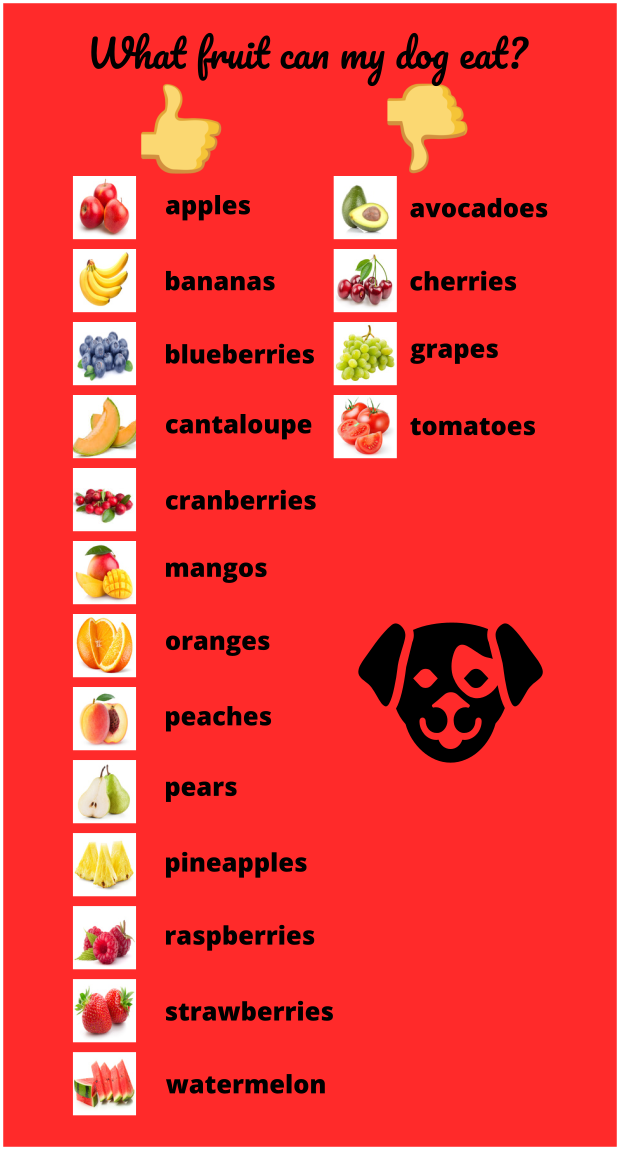 What fruit can my dog eat?
apples
bananas
blueberries
cantaloupe
cranberries
mangos
oranges
peaches
pears
pineapples
raspberries
strawberries
watermelon
avocadoes
cherries
grapes
tomatoes